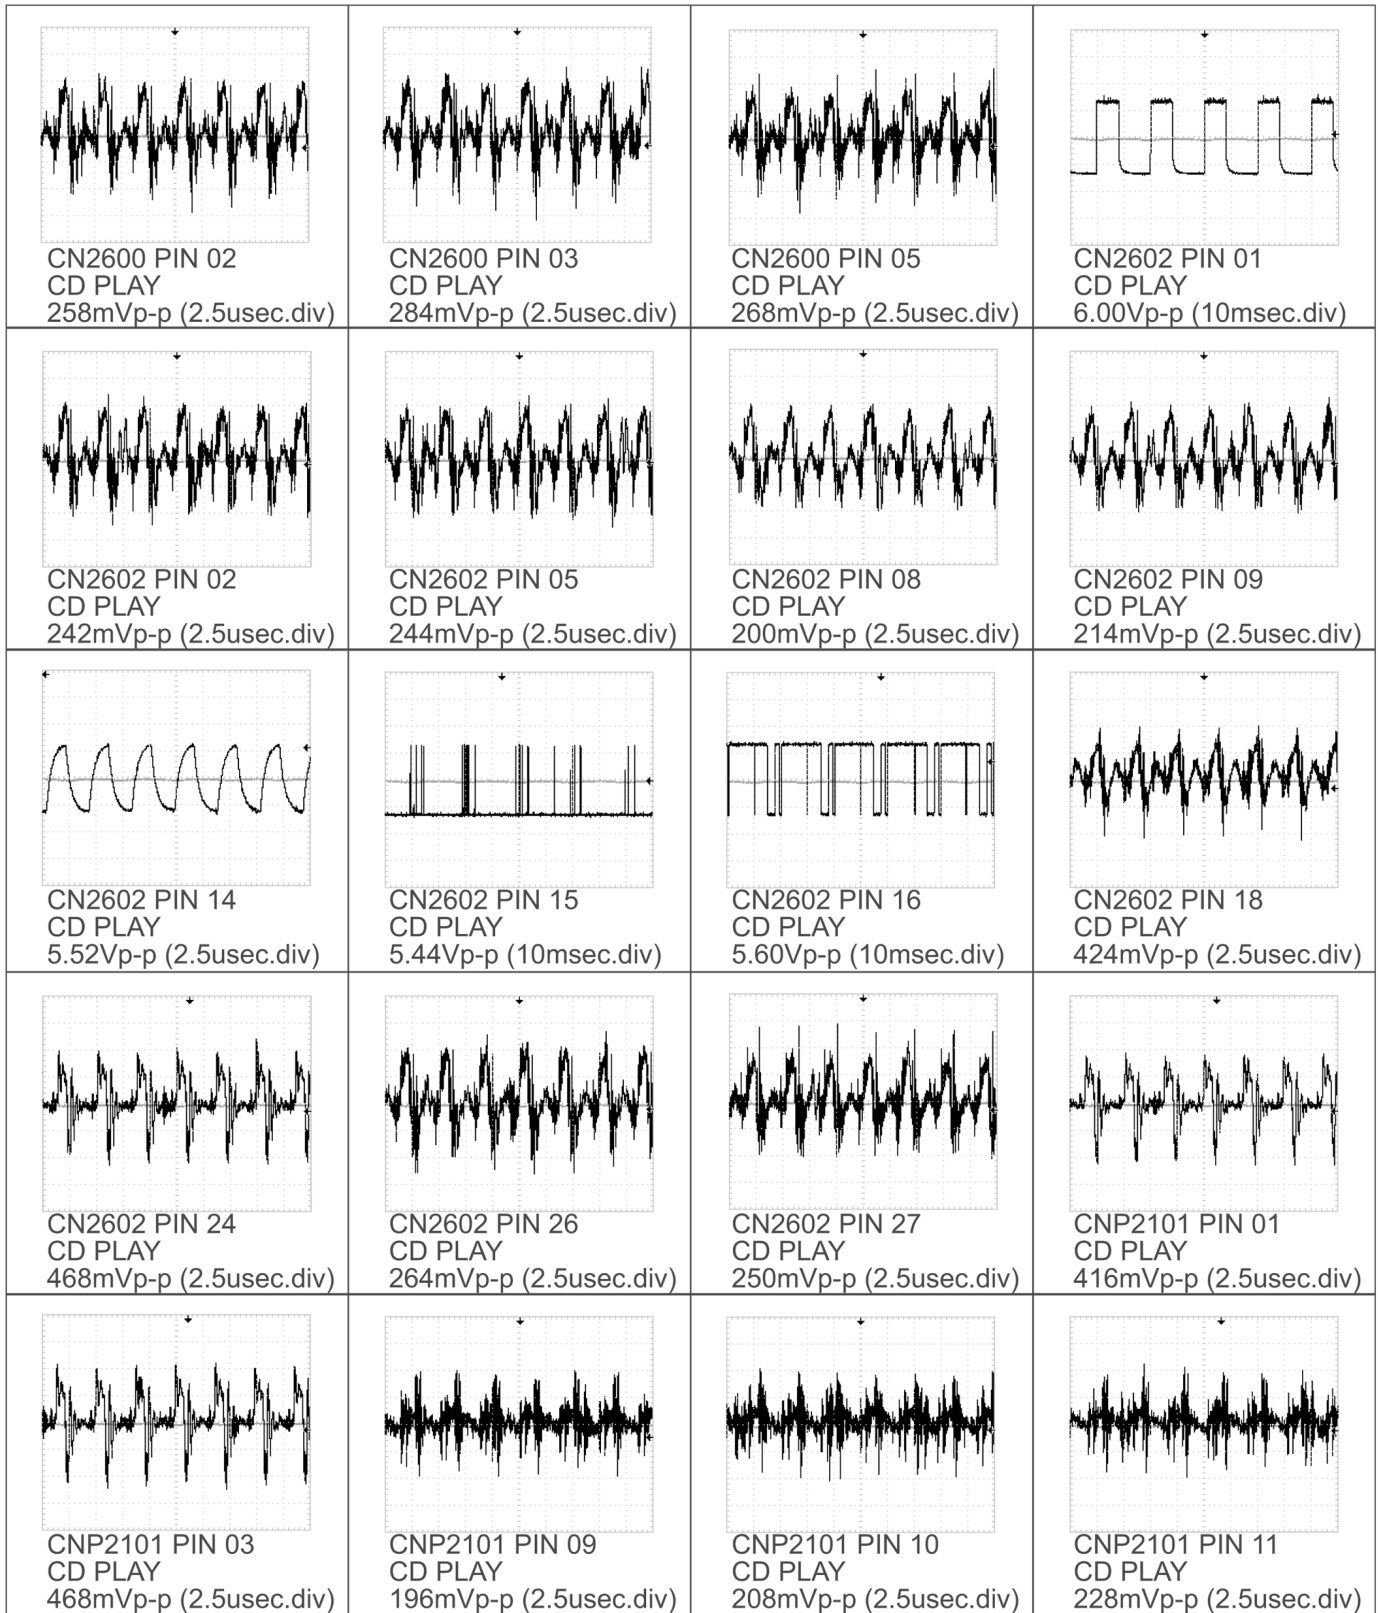 CN2600 PIN 02
CD PLAY
258mVp-p (2.5usec.div)
CN2600 PIN 03
CD PLAY
284mVp-p (2.5usec.div)
CN2600 PIN 05
CD PLAY
268mVp-p (2.5usec.div)
CN2602 PIN 01
CD PLAY
6.00Vp-p (10msec.div)
CN2602 PIN 02
CD PLAY
242mVp-p (2.5usec.div)
CN2602 PIN 05
CD PLAY
244mVp-p (2.5usec.div)
CN2602 PIN 08
CD PLAY
200mVp-p (2.5usec.div)
CN2602 PIN 09
CD PLAY
214mVp-p (2.5usec.div)
CN2602 PIN 14
CD PLAY
5.52Vp-p (2.5usec.div)
CN2602 PIN 15
CD PLAY
5.44Vp-p (10msec.div)
CN2602 PIN 16
CD PLAY
5.60Vp-p (10msec.div)
CN2602 PIN 18
CD PLAY
424mVp-p (2.5usec.div)
CN2602 PIN 24
CD PLAY
468mVp-p (2.5usec.div)
CN2602 PIN 26
CD PLAY
264mVp-p (2.5usec.div)
CN2602 PIN 27
CD PLAY
250mVp-p (2.5usec.div)
CNP2101 PIN 01
CD PLAY
416mVp-p (2.5usec.div)
CNP2101 PIN 03
CD PLAY
468mVp-p (2.5usec.div)
CNP2101 PIN 09
CD PLAY
196mVp-p (2.5usec.div)
CNP2101 PIN 10
CD PLAY
208mVp-p (2.5usec.div)
CNP2101 PIN 11
CD PLAY
228mVp-p (2.5usec.div)